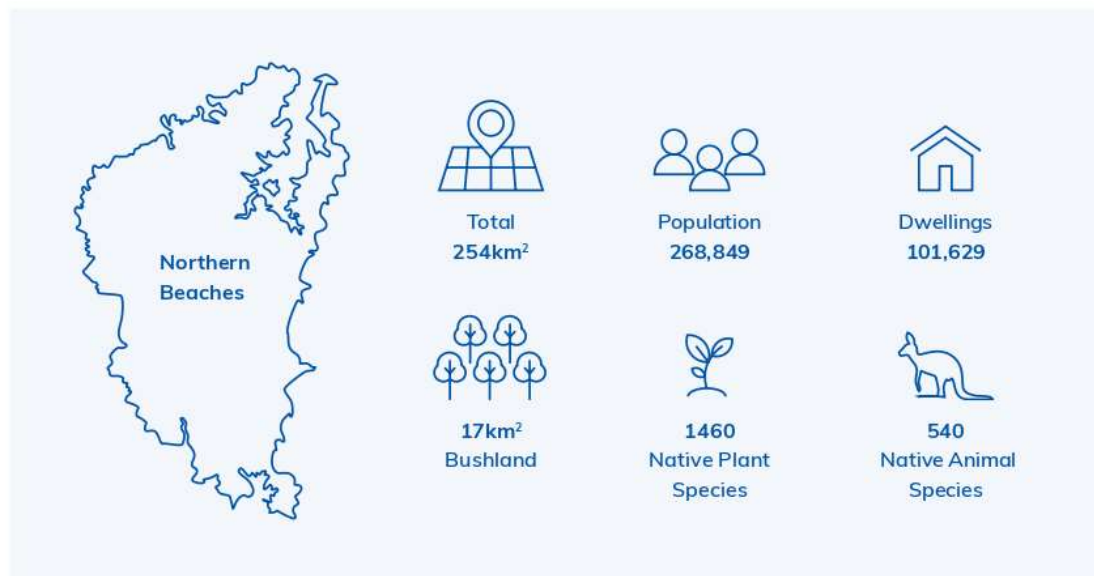 Northern
Beaches
Total
254km²
Population
268,849
Dwellings
101,629
17km²
Bushland
1460
Native Plant
Species
540
Native Animal
Species